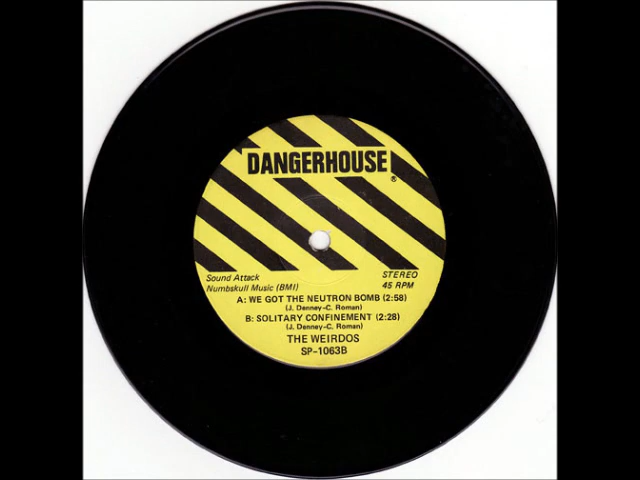 DANGERHOUSE®
Sound Attack
Numbskull Music (BMI)
STEREO
45 RPM
A: WE GOT THE NEUTRON BOMB (2:58)
(J. Denney-C. Roman)
B: SOLITARY CONFINEMENT (2:28)
(J. Denney-C. Roman)
THE WEIRDOS
SP-1063B